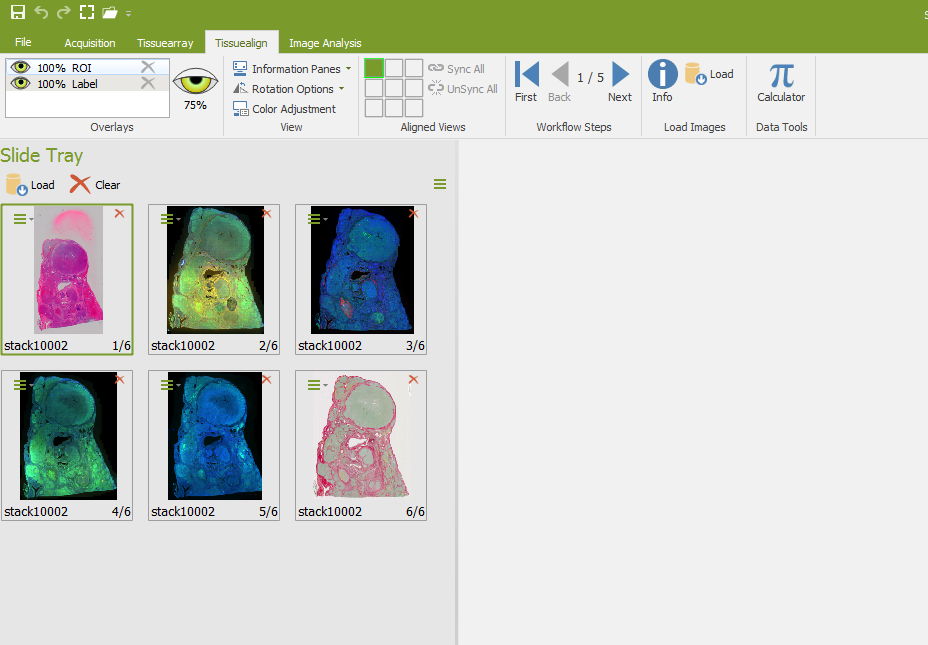 File Acquisition Tissuearray Tissuealign Image Analysis
100% ROI
100% Label
75%
Overlays
Information Panes
Rotation Options
Color Adjustment
View
Sync All
UnSync All
Aligned Views
First
Back
1 / 5
Next
Workflow Steps
Info
Load
Load Images
π
Calculator
Data Tools
Slide Tray
Load Clear
stack10002 1/6
stack10002 2/6
stack10002 3/6
stack10002 4/6
stack10002 5/6
stack10002 6/6